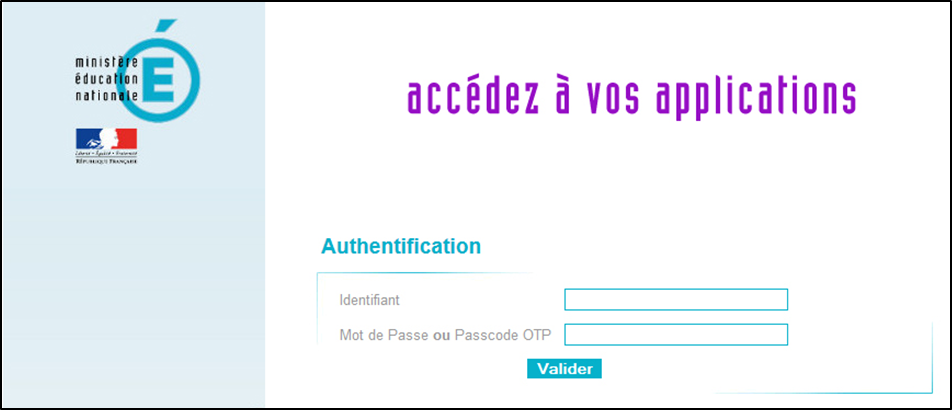 ministère
éducation
nationale
É
Liberté • Égalité • Fraternité
RÉPUBLIQUE FRANÇAISE
accédez à vos applications
Authentification
Identifiant
Mot de Passe ou Passcode OTP
Valider